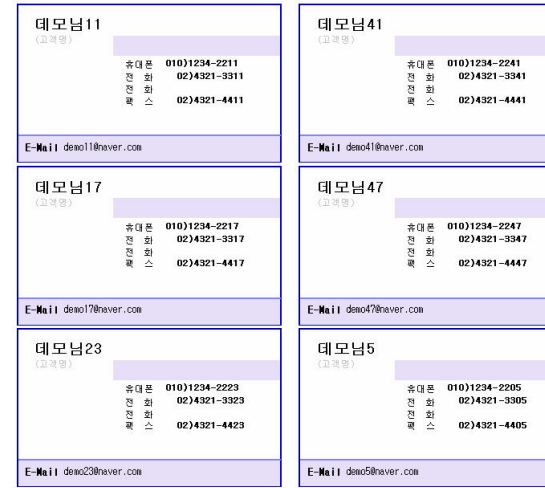 데모님11
(고객명)
휴대폰 010)1234-2211
전 화 02)4321-3311
전 화
팩 스 02)4321-4411
E-Mail demo11@naver.com
데모님41
(고객명)
휴대폰 010)1234-2241
전 화 02)4321-3341
전 화
팩 스 02)4321-4441
E-Mail demo41@naver.com
데모님17
(고객명)
휴대폰 010)1234-2217
전 화 02)4321-3317
전 화
팩 스 02)4321-4417
E-Mail demo17@naver.com
데모님47
(고객명)
휴대폰 010)1234-2247
전 화 02)4321-3347
전 화
팩 스 02)4321-4447
E-Mail demo47@naver.com
데모님23
(고객명)
휴대폰 010)1234-2223
전 화 02)4321-3323
전 화
팩 스 02)4321-4423
E-Mail demo23@naver.com
데모님5
(고객명)
휴대폰 010)1234-2205
전 화 02)4321-3305
전 화
팩 스 02)4321-4405
E-Mail demo5@naver.com